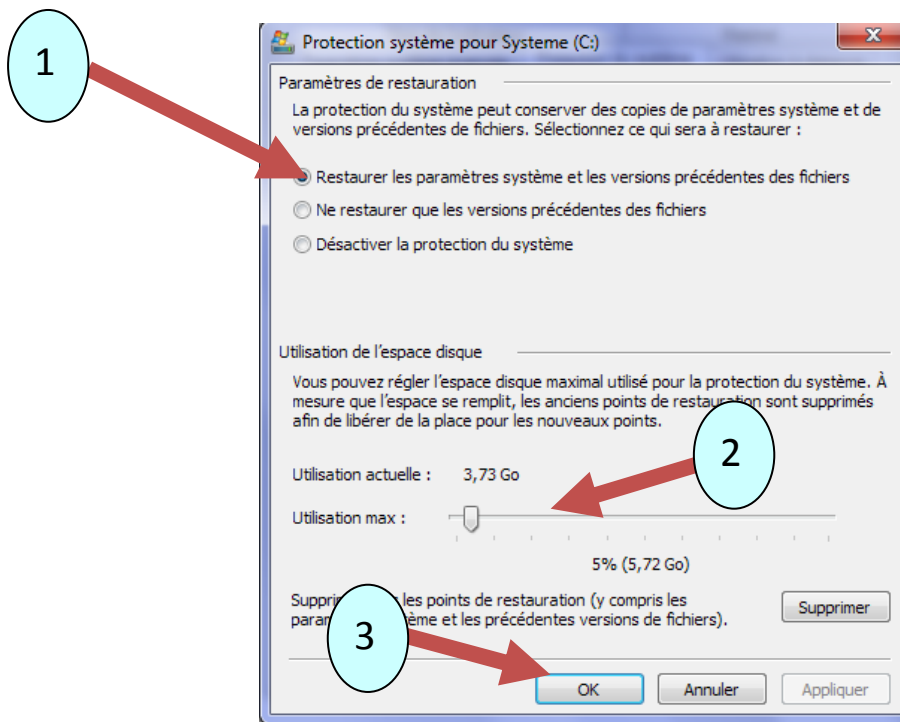 1
Protection système pour Systeme (C:)
Paramètres de restauration
La protection du système peut conserver des copies de paramètres système et de
versions précédentes de fichiers. Sélectionnez ce qui sera à restaurer :
Restaurer les paramètres système et les versions précédentes des fichiers
Ne restaurer que les versions précédentes des fichiers
Désactiver la protection du système
Utilisation de l'espace disque
Vous pouvez régler l'espace disque maximal utilisé pour la protection du système. À
mesure que l'espace se remplit, les anciens points de restauration sont supprimés
afin de libérer de la place pour les nouveaux points.
2
Utilisation actuelle : 3,73 Go
Utilisation max :
5% (5,72 Go)
les points de restauration (y compris les
et les précédentes versions de fichiers).
Supprimer
3
OK Annuler Appliquer